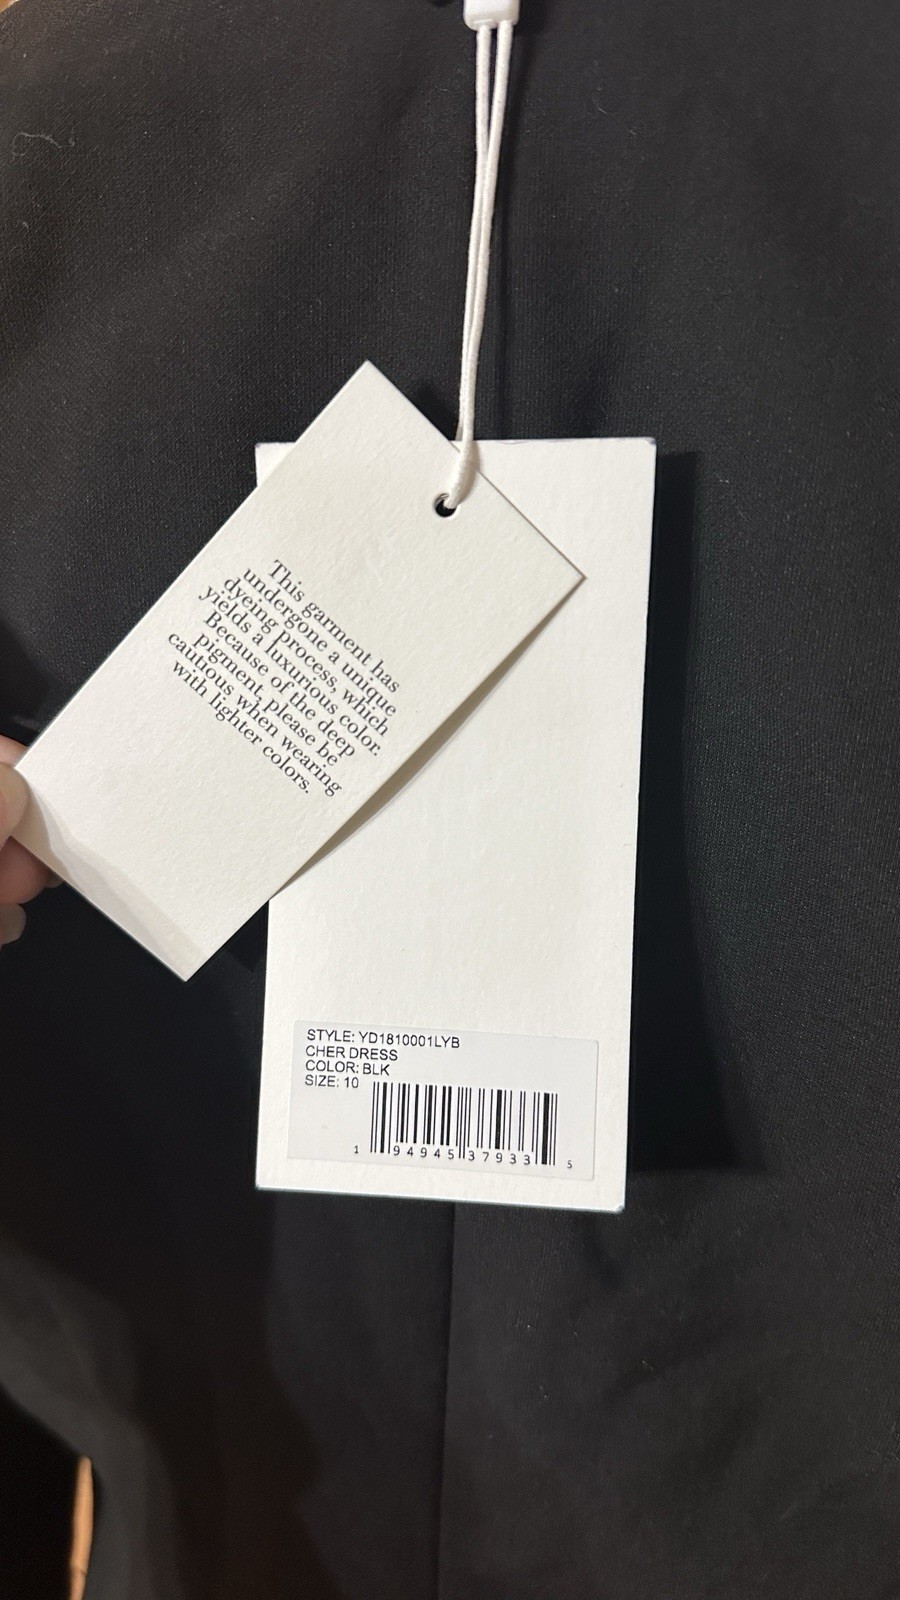 This garment has
undergone a unique
dyeing process, which
yields a luxurious color.
Because of the deep
pigment, please be
cautious when wearing
with lighter colors.
STYLE: YD1810001LYB
CHER DRESS
COLOR: BLK
SIZE: 10
1 94945 37933 5